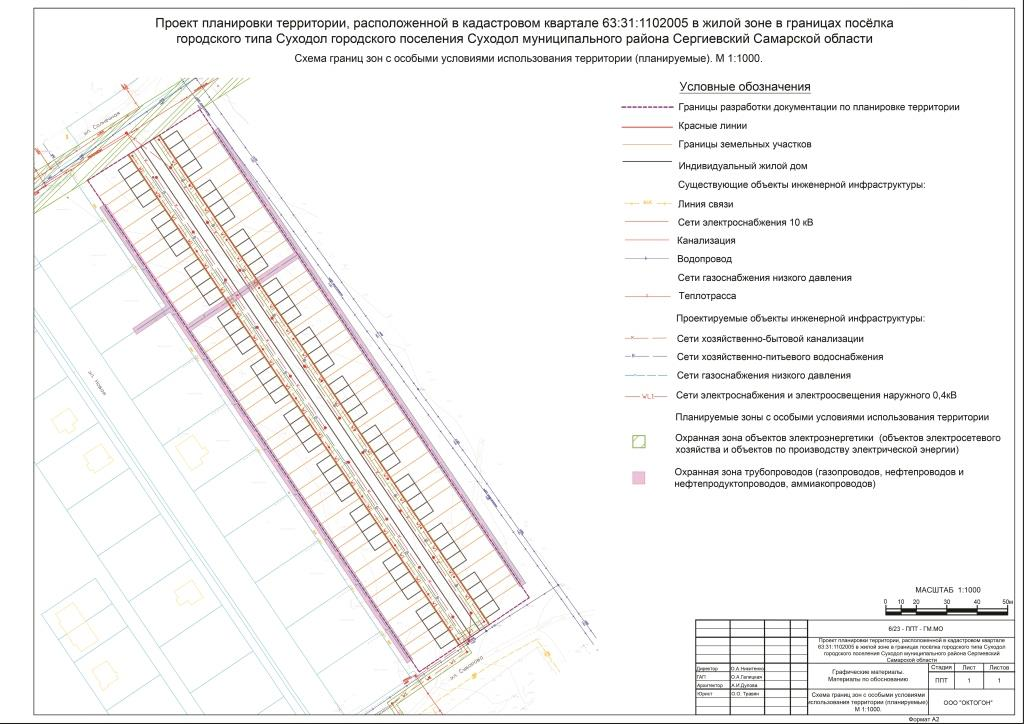 Проект планировки территории, расположенной в кадастровом квартале 63:31:1102005 в жилой зоне в границах посёлка
городского типа Суходол городского поселения Суходол муниципального района Сергиевский Самарской области
Схема границ зон с особыми условиями использования территории (планируемые). М 1:1000.
Условные обозначения
Границы разработки документации по планировке территории
Красные линии
Границы земельных участков
Индивидуальный жилой дом
Существующие объекты инженерной инфраструктуры:
Линия связи
Сети электроснабжения 10 кВ
Канализация
Водопровод
Сети газоснабжения низкого давления
Теплотрасса
Проектируемые объекты инженерной инфраструктуры:
Сети хозяйственно-бытовой канализации
Сети хозяйственно-питьевого водоснабжения
Сети газоснабжения низкого давления
WL1
Сети электроснабжения и электроосвещения наружного 0,4кВ
Планируемые зоны с особыми условиями использования территории
Охранная зона объектов электроэнергетики (объектов электросетевого
хозяйства и объектов по производству электрической энергии)
Охранная зона трубопроводов (газопроводов, нефтепроводов и
нефтепродуктопроводов, аммиакопроводов)
ул. Солнечная
ул. Новая
МАСШТАБ 1:1000
0 10 20 30 40 50м
6/23 - ППТ - ГМ.МО
Проект планировки территории, расположенной в кадастровом квартале
63:31:1102005 в жилой зоне в границах посёлка городского типа Суходол
городского поселения Суходол муниципального района Сергиевский
Самарской области
Директор О.А.Никитенко
ГАП О.А.Галицкая
Архитектор А.И.Дулова
Юрист О.О. Травин
Графические материалы.
Материалы по обоснованию
Стадия Лист Листов
ППТ 1 1
Схема границ зон с особыми условиями
использования территории (планируемые)
М 1:1000.
ООО "ОКТОГОН"
Формат А2